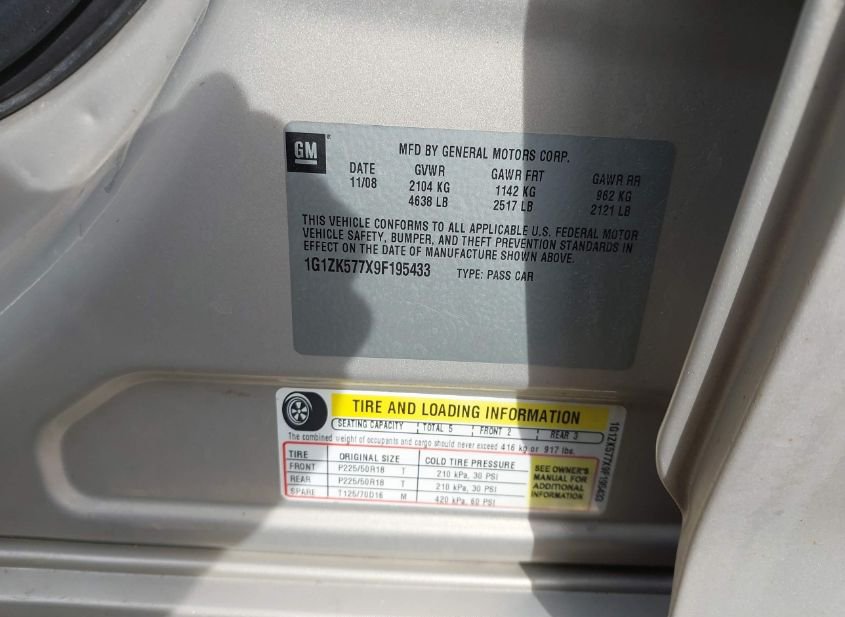 GM
MFD BY GENERAL MOTORS CORP.
DATE GVWR GAWR FRT GAWR RR
11/08 2104 KG 1142 KG 962 KG
4638 LB 2517 LB 2121 LB
THIS VEHICLE CONFORMS TO ALL APPLICABLE U.S. FEDERAL MOTOR
VEHICLE SAFETY, BUMPER, AND THEFT PREVENTION STANDARDS IN
EFFECT ON THE DATE OF MANUFACTURE SHOWN ABOVE.
1G1ZK577X9F195433 TYPE: PASS CAR
TIRE AND LOADING INFORMATION
SEATING CAPACITY TOTAL 5 FRONT 2 REAR 3
The combined weight of occupants and cargo should never exceed 416 kg or 917 lbs.
TIRE ORIGINAL SIZE COLD TIRE PRESSURE
FRONT P225/50R18 T 210 kPa, 30 PSI
REAR P225/50R18 T 210 kPa, 30 PSI
SPARE T125/70D16 M 420 kPa, 60 PSI
SEE OWNER'S
MANUAL FOR
ADDITIONAL
INFORMATION
1G1ZK577X9F195433